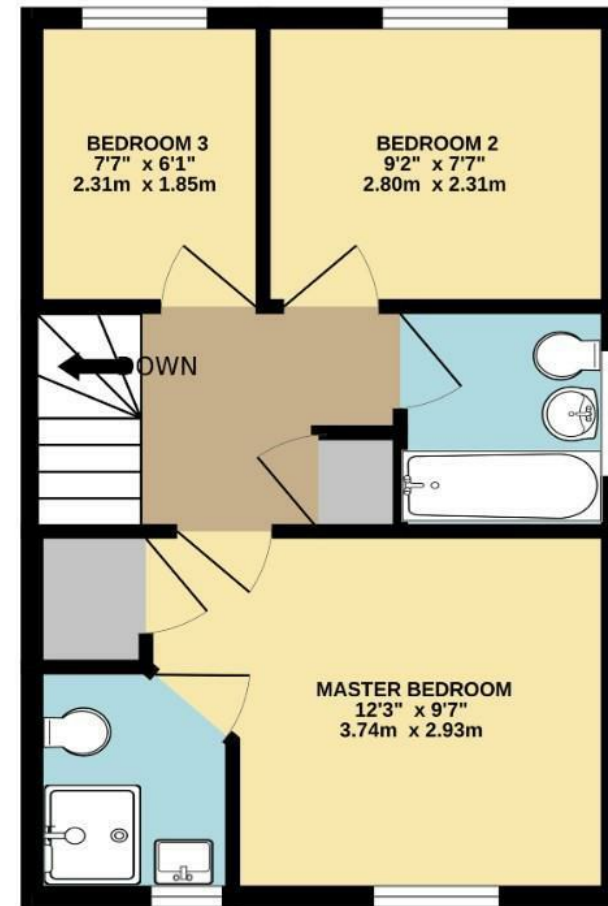 BEDROOM 3
7'7" x 6'1"
2.31m x 1.85m
BEDROOM 2
9'2" x 7'7"
2.80m x 2.31m
DOWN
MASTER BEDROOM
12'3" x 9'7"
3.74m x 2.93m